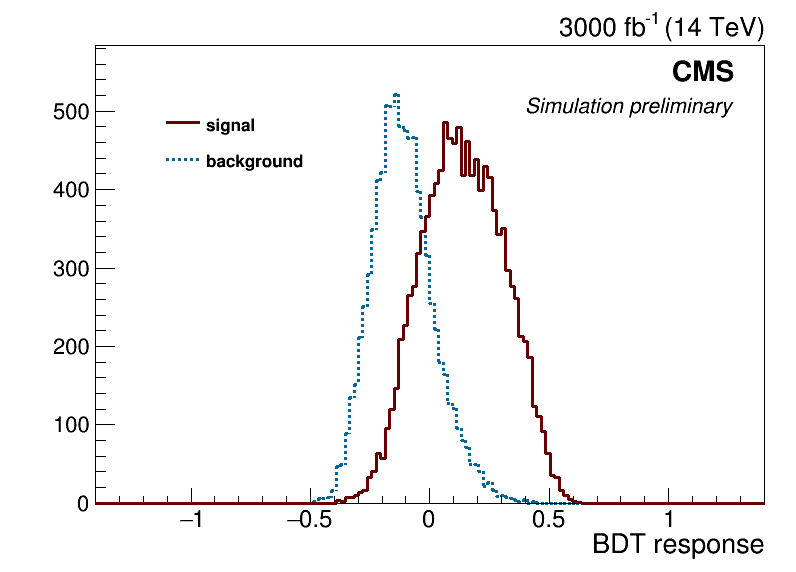 3000 fb⁻¹ (14 TeV)
CMS
Simulation preliminary
signal
background
500
400
300
200
100
0
−1 −0.5 0 0.5 1
BDT response